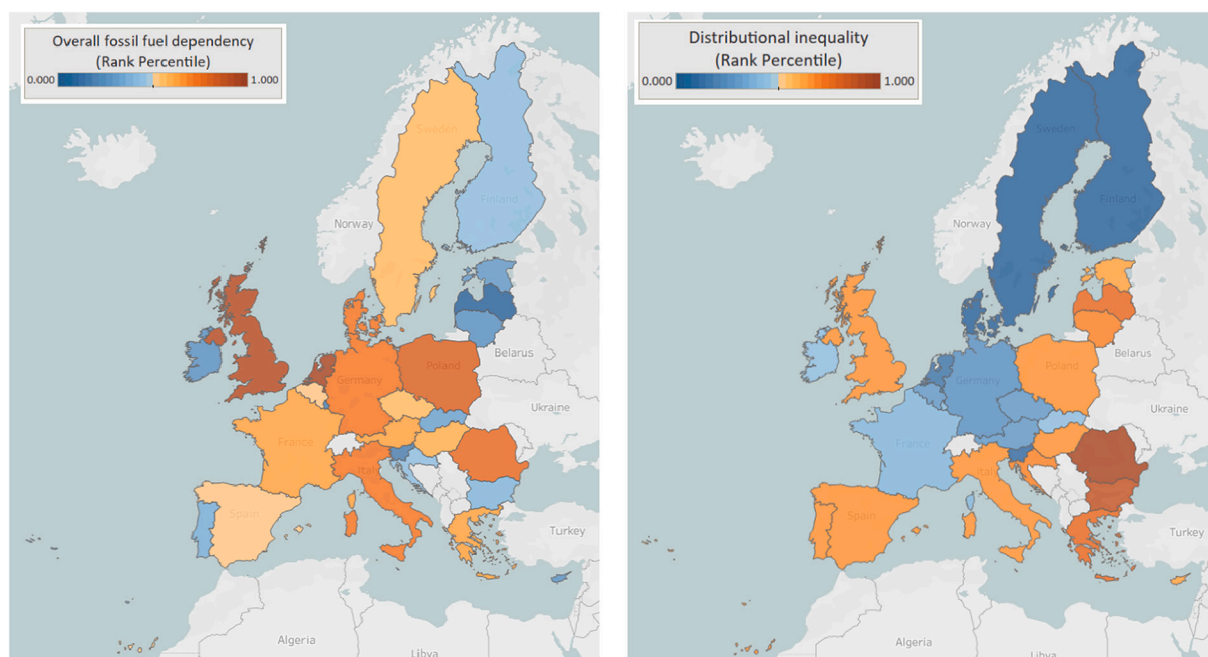 Overall fossil fuel dependency
(Rank Percentile)
0.000 1.000
Sweden
Finland
Norway
Belarus
Poland
Germany
Ukraine
France
Italy
Spain
Turkey
Algeria
Libya
Distributional inequality
(Rank Percentile)
0.000 1.000
Sweden
Finland
Norway
Belarus
Poland
Germany
Ukraine
France
Italy
Spain
Turkey
Algeria
Libya